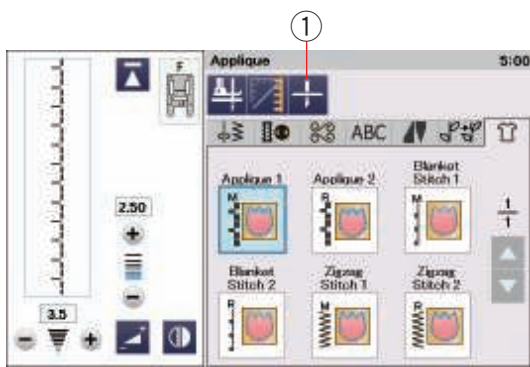 1
Applique
5:00
F
ABC
Applique 1
Applique 2
Blanket
Stitch 1
M
R
M
2.50
1
1
Blanket
Stitch 2
Zigzag
Stitch 1
Zigzag
Stitch 2
R
M
R
3.5